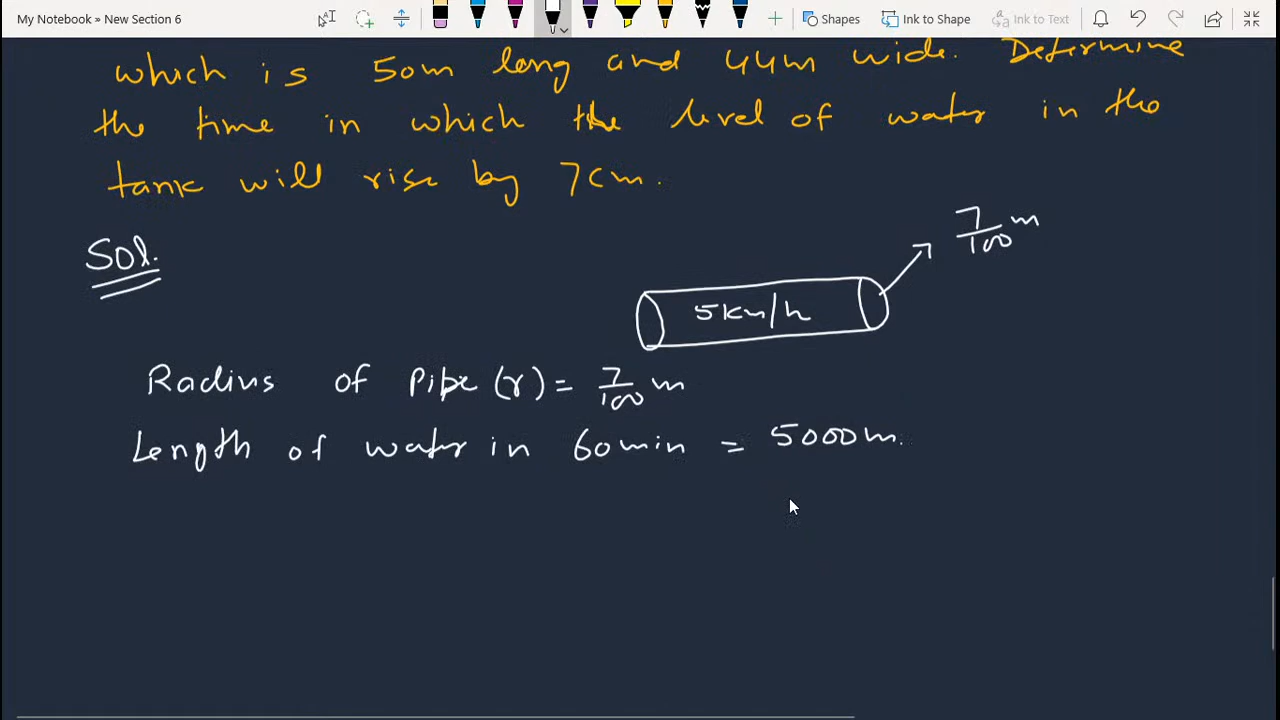 My Notebook » New Section 6
Shapes
Ink to Shape
Ink to Text
which is 50m long and 44m wide. Determine
the time in which the level of water in the
tank will rise by 7cm.
Sol.
7/100 m
5km/h
Radius of Pipe (r) = 7/100 m
Length of water in 60min = 5000m.